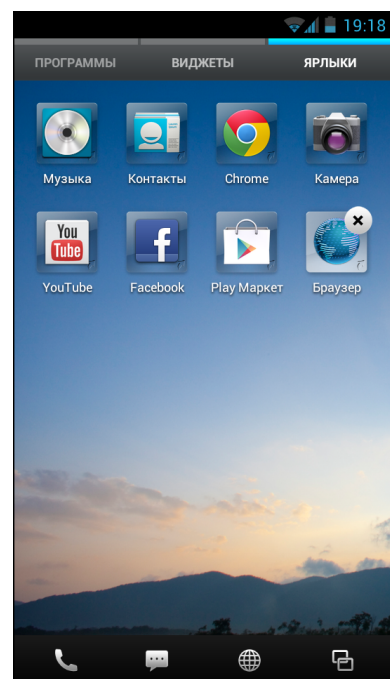 19:18
ПРОГРАММЫ ВИДЖЕТЫ ЯРЛЫКИ
Музыка Контакты Chrome Камера
You Tube
YouTube Facebook Play Маркет Браузер